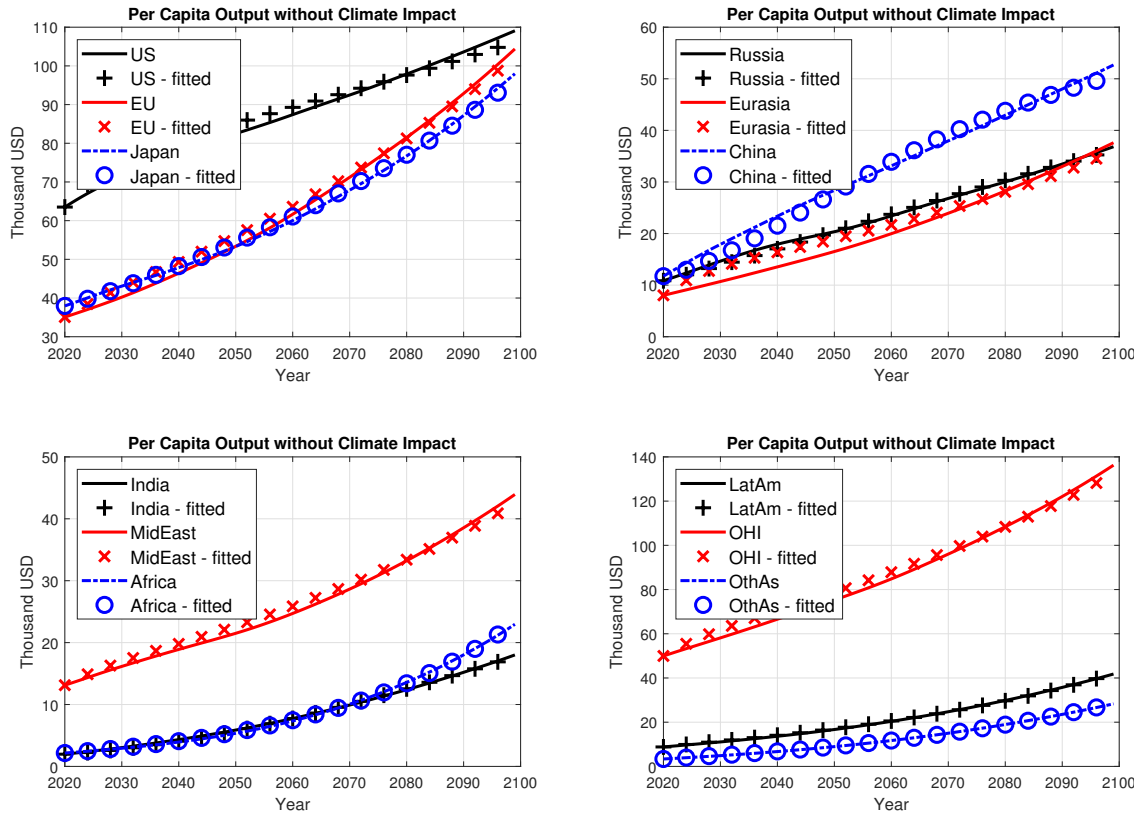 Per Capita Output without Climate Impact
110
100
90
80
70
60
50
40
30
Thousand USD
US
US - fitted
EU
EU - fitted
Japan
Japan - fitted
2020 2030 2040 2050 2060 2070 2080 2090 2100
Year
Per Capita Output without Climate Impact
60
50
40
30
20
10
0
Thousand USD
Russia
Russia - fitted
Eurasia
Eurasia - fitted
China
China - fitted
2020 2030 2040 2050 2060 2070 2080 2090 2100
Year
Per Capita Output without Climate Impact
50
40
30
20
10
0
Thousand USD
India
India - fitted
MidEast
MidEast - fitted
Africa
Africa - fitted
2020 2030 2040 2050 2060 2070 2080 2090 2100
Year
Per Capita Output without Climate Impact
140
120
100
80
60
40
20
0
Thousand USD
LatAm
LatAm - fitted
OHI
OHI - fitted
OthAs
OthAs - fitted
2020 2030 2040 2050 2060 2070 2080 2090 2100
Year